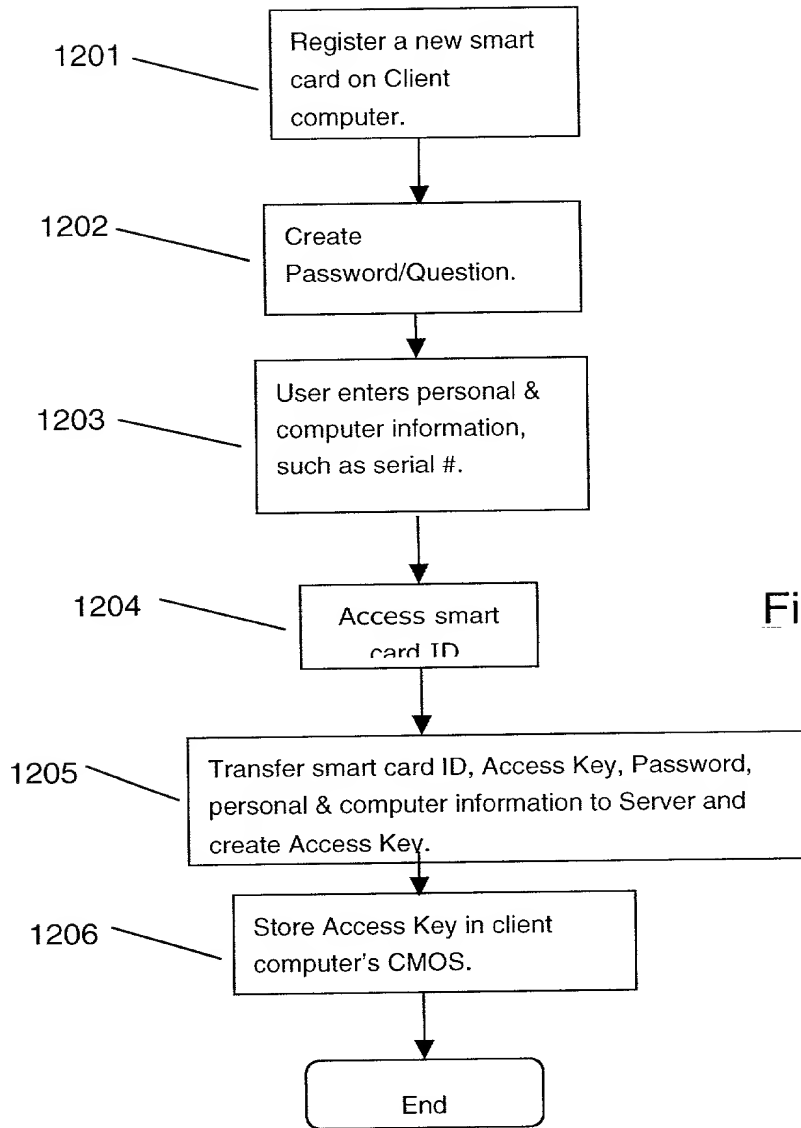 1201
Register a new smart
card on Client
computer.
1202
Create
Password/Question.
1203
User enters personal &
computer information,
such as serial #.
1204
Access smart
card ID
Fi
1205
Transfer smart card ID, Access Key, Password,
personal & computer information to Server and
create Access Key.
1206
Store Access Key in client
computer's CMOS.
End